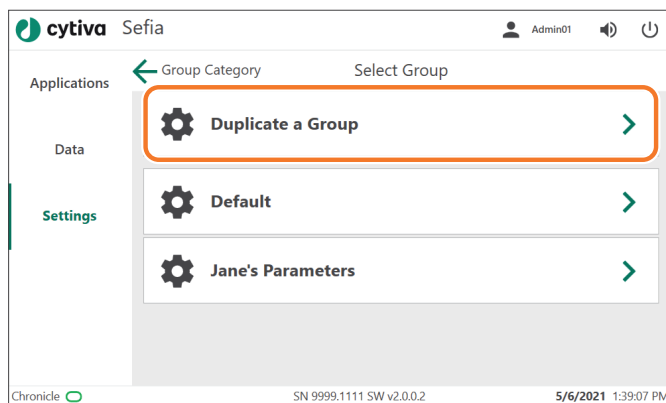 cytiva Sefia Admin01
Applications
Data
Settings
Group Category Select Group
Duplicate a Group
Default
Jane's Parameters
Chronicle SN 9999.1111 SW v2.0.0.2 5/6/2021 1:39:07 PM